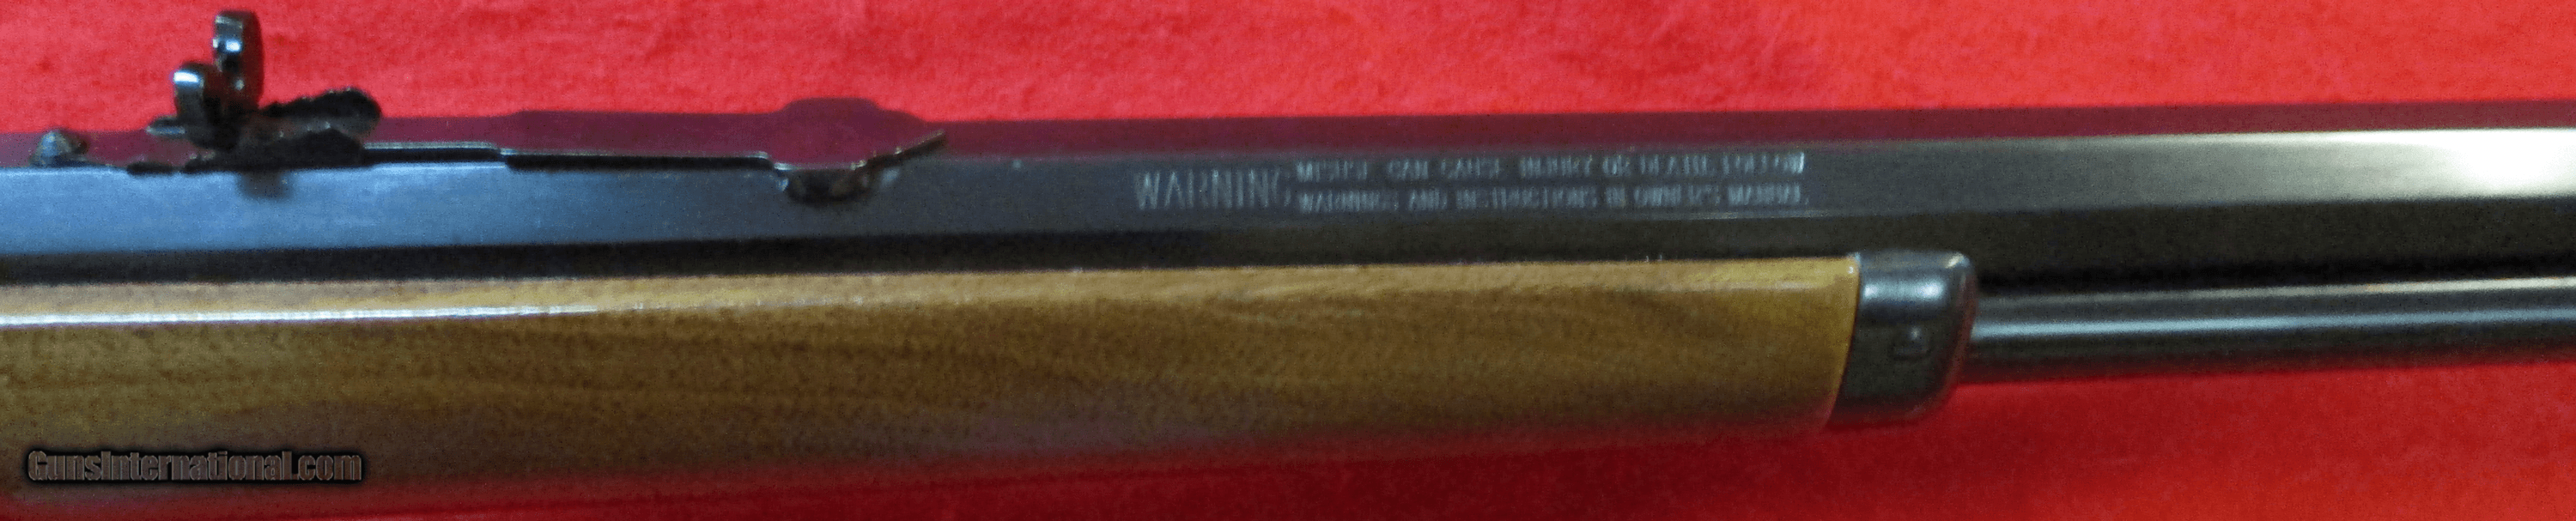 WARNING MISUSE CAN CAUSE INJURY OR DEATH, FOLLOW
WARNINGS AND INSTRUCTIONS IN OWNER'S MANUAL.
GunsInternational.com